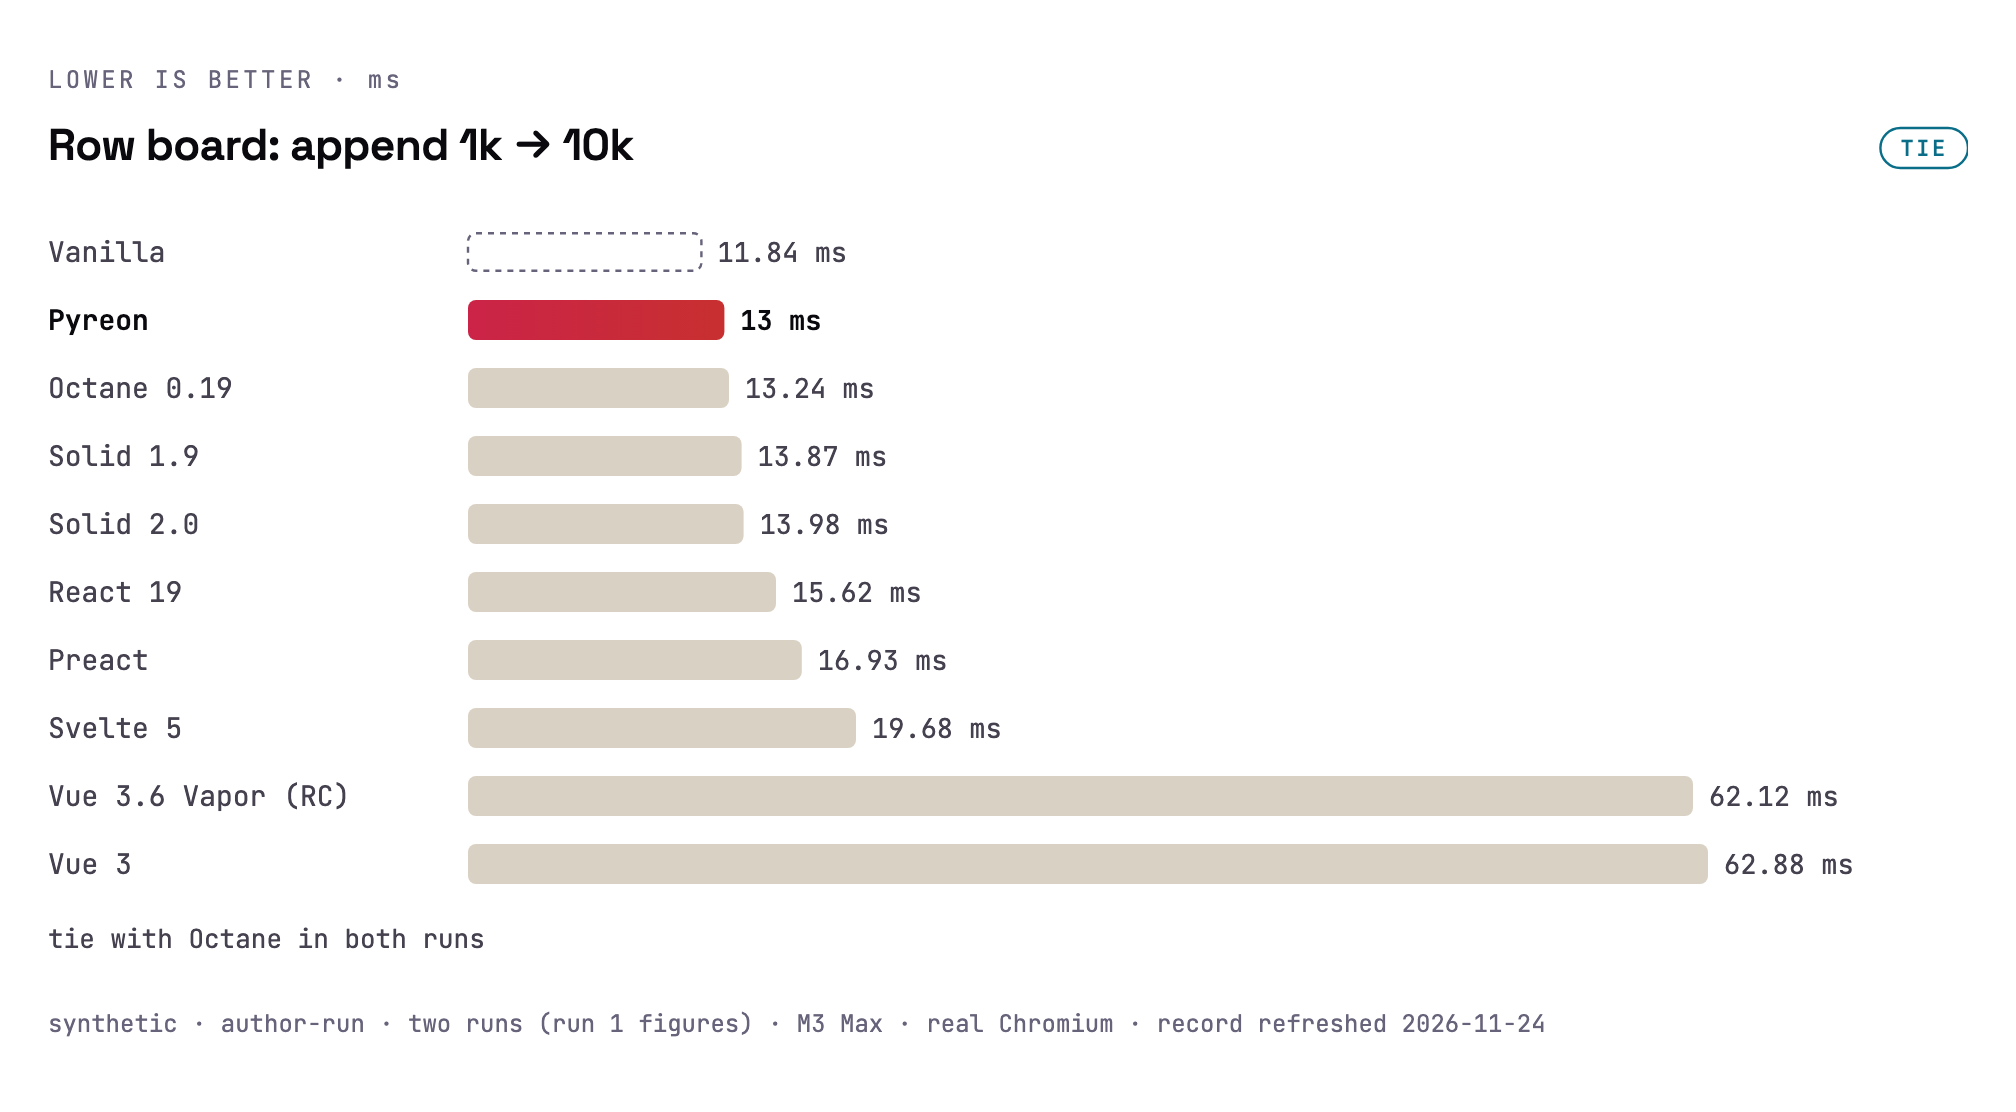 LOWER IS BETTER · ms
Row board: append 1k → 10k
TIE
Vanilla 11.84 ms
Pyreon 13 ms
Octane 0.19 13.24 ms
Solid 1.9 13.87 ms
Solid 2.0 13.98 ms
React 19 15.62 ms
Preact 16.93 ms
Svelte 5 19.68 ms
Vue 3.6 Vapor (RC) 62.12 ms
Vue 3 62.88 ms
tie with Octane in both runs
synthetic · author-run · two runs (run 1 figures) · M3 Max · real Chromium · record refreshed 2026-11-24